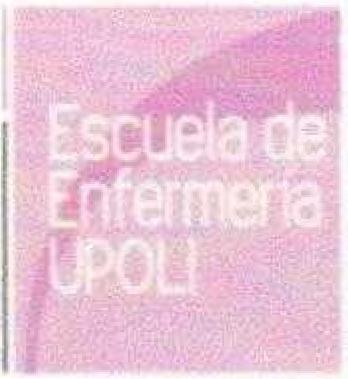 Escuela de
Enfermería
UPOLI